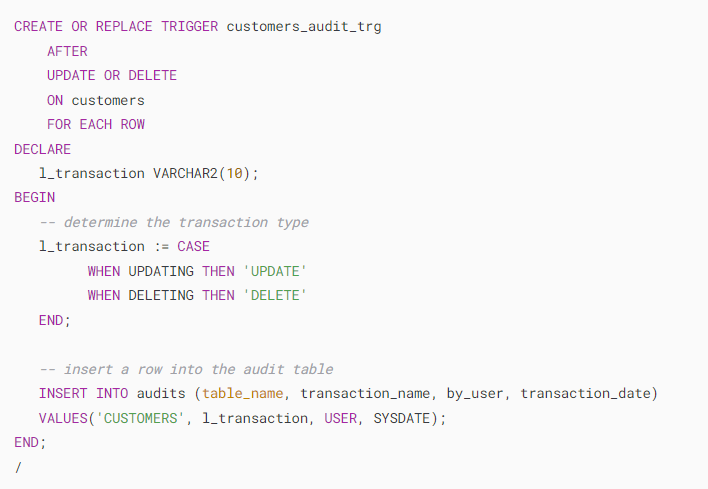 CREATE OR REPLACE TRIGGER customers_audit_trg
    AFTER
    UPDATE OR DELETE
    ON customers
    FOR EACH ROW
DECLARE
   l_transaction VARCHAR2(10);
BEGIN
   -- determine the transaction type
   l_transaction := CASE
         WHEN UPDATING THEN 'UPDATE'
         WHEN DELETING THEN 'DELETE'
   END;

   -- insert a row into the audit table
   INSERT INTO audits (table_name, transaction_name, by_user, transaction_date)
   VALUES('CUSTOMERS', l_transaction, USER, SYSDATE);
END;
/